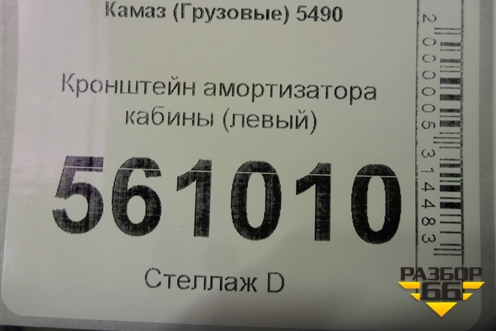 Камаз (Грузовые) 5490
Кронштейн амортизатора
кабины (левый)
561010
Стеллаж D
2000005314483
РАЗБОР
66